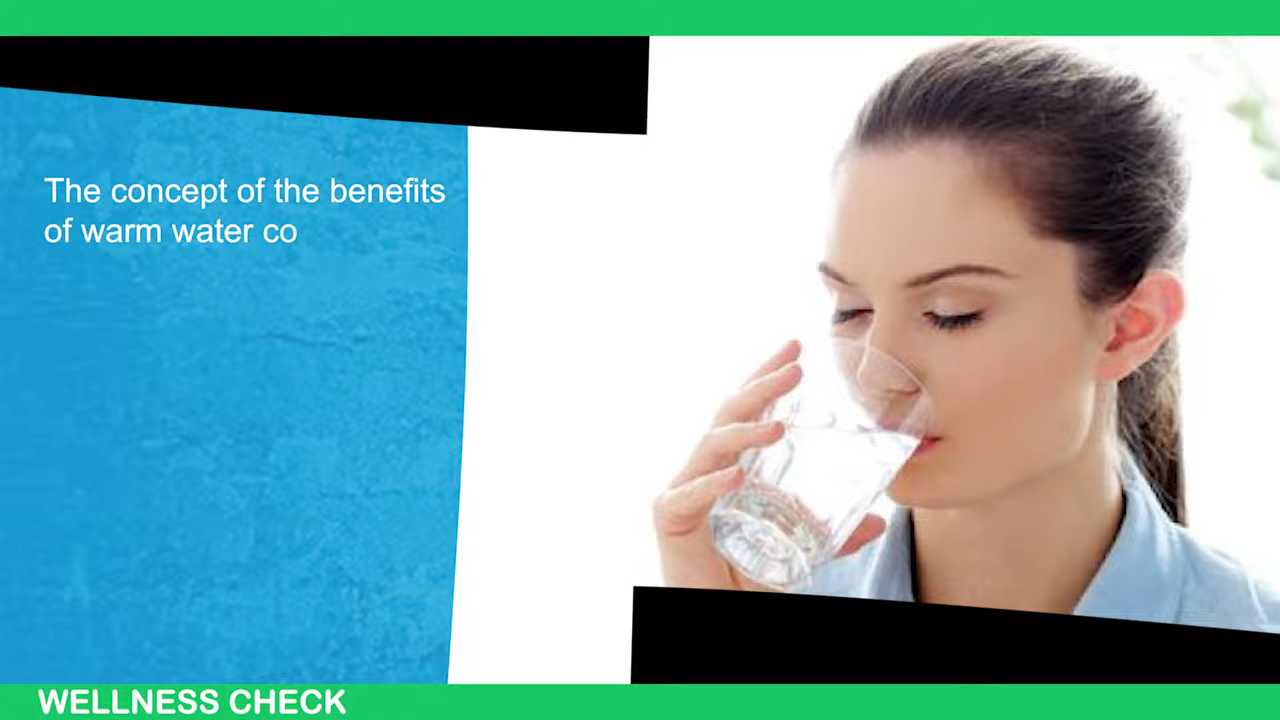 The concept of the benefits
of warm water co
WELLNESS CHECK